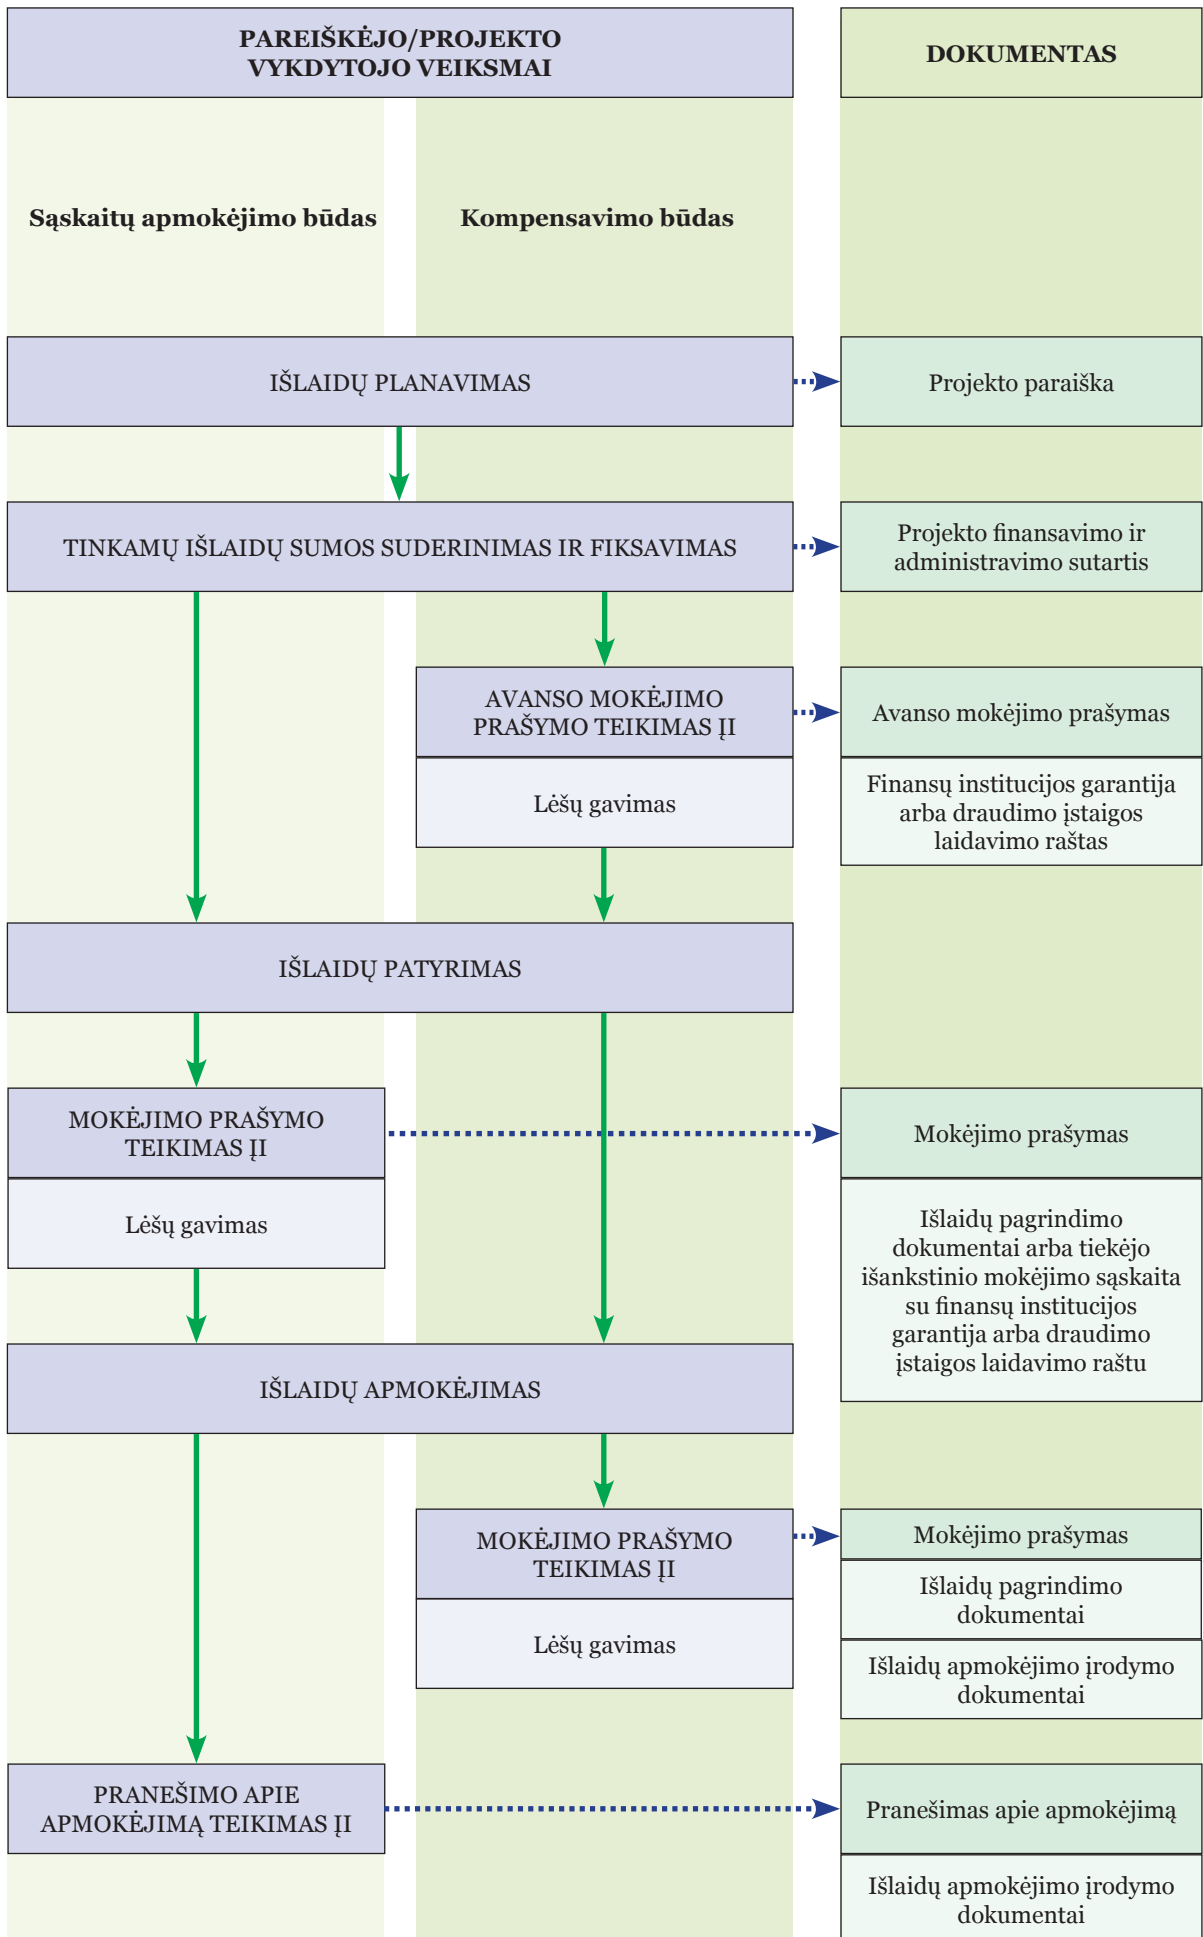 PAREIŠKĖJO/PROJEKTO
VYKDYTOJO VEIKSMAI
DOKUMENTAS
Sąskaitų apmokėjimo būdas
Kompensavimo būdas
IŠLAIDŲ PLANAVIMAS
Projekto paraiška
TINKAMŲ IŠLAIDŲ SUMOS SUDERINIMAS IR FIKSAVIMAS
Projekto finansavimo ir
administravimo sutartis
AVANSO MOKĖJIMO
PRAŠYMO TEIKIMAS ĮI
Avanso mokėjimo prašymas
Lėšų gavimas
Finansų institucijos garantija
arba draudimo įstaigos
laidavimo raštas
IŠLAIDŲ PATYRIMAS
MOKĖJIMO PRAŠYMO
TEIKIMAS ĮI
Mokėjimo prašymas
Lėšų gavimas
Išlaidų pagrindimo
dokumentai arba tiekėjo
išankstinio mokėjimo sąskaita
su finansų institucijos
garantija arba draudimo
įstaigos laidavimo raštu
IŠLAIDŲ APMOKĖJIMAS
MOKĖJIMO PRAŠYMO
TEIKIMAS ĮI
Mokėjimo prašymas
Lėšų gavimas
Išlaidų pagrindimo
dokumentai
Išlaidų apmokėjimo įrodymo
dokumentai
PRANEŠIMO APIE
APMOKĖJIMĄ TEIKIMAS ĮI
Pranešimas apie apmokėjimą
Išlaidų apmokėjimo įrodymo
dokumentai